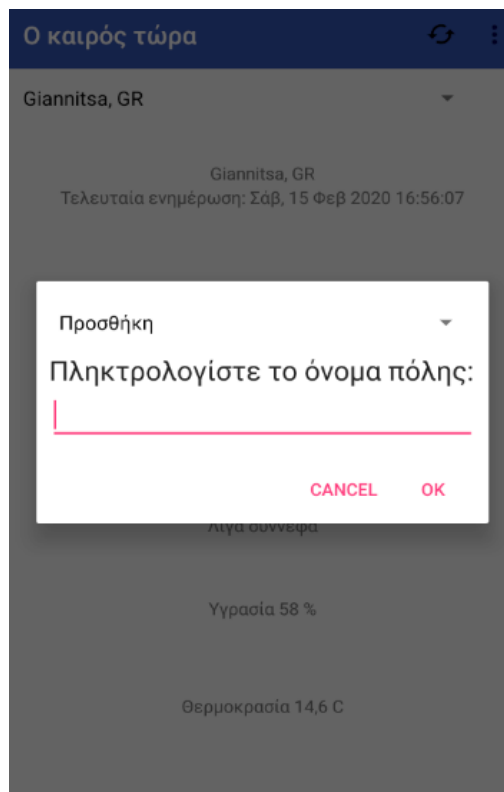 Ο καιρός τώρα
Giannitsa, GR
Giannitsa, GR
Τελευταία ενημέρωση: Σάβ, 15 Φεβ 2020 16:56:07
Προσθήκη
Πληκτρολογίστε το όνομα πόλης:
CANCEL OK
Λίγα σύννεφα
Υγρασία 58 %
Θερμοκρασία 14,6 C